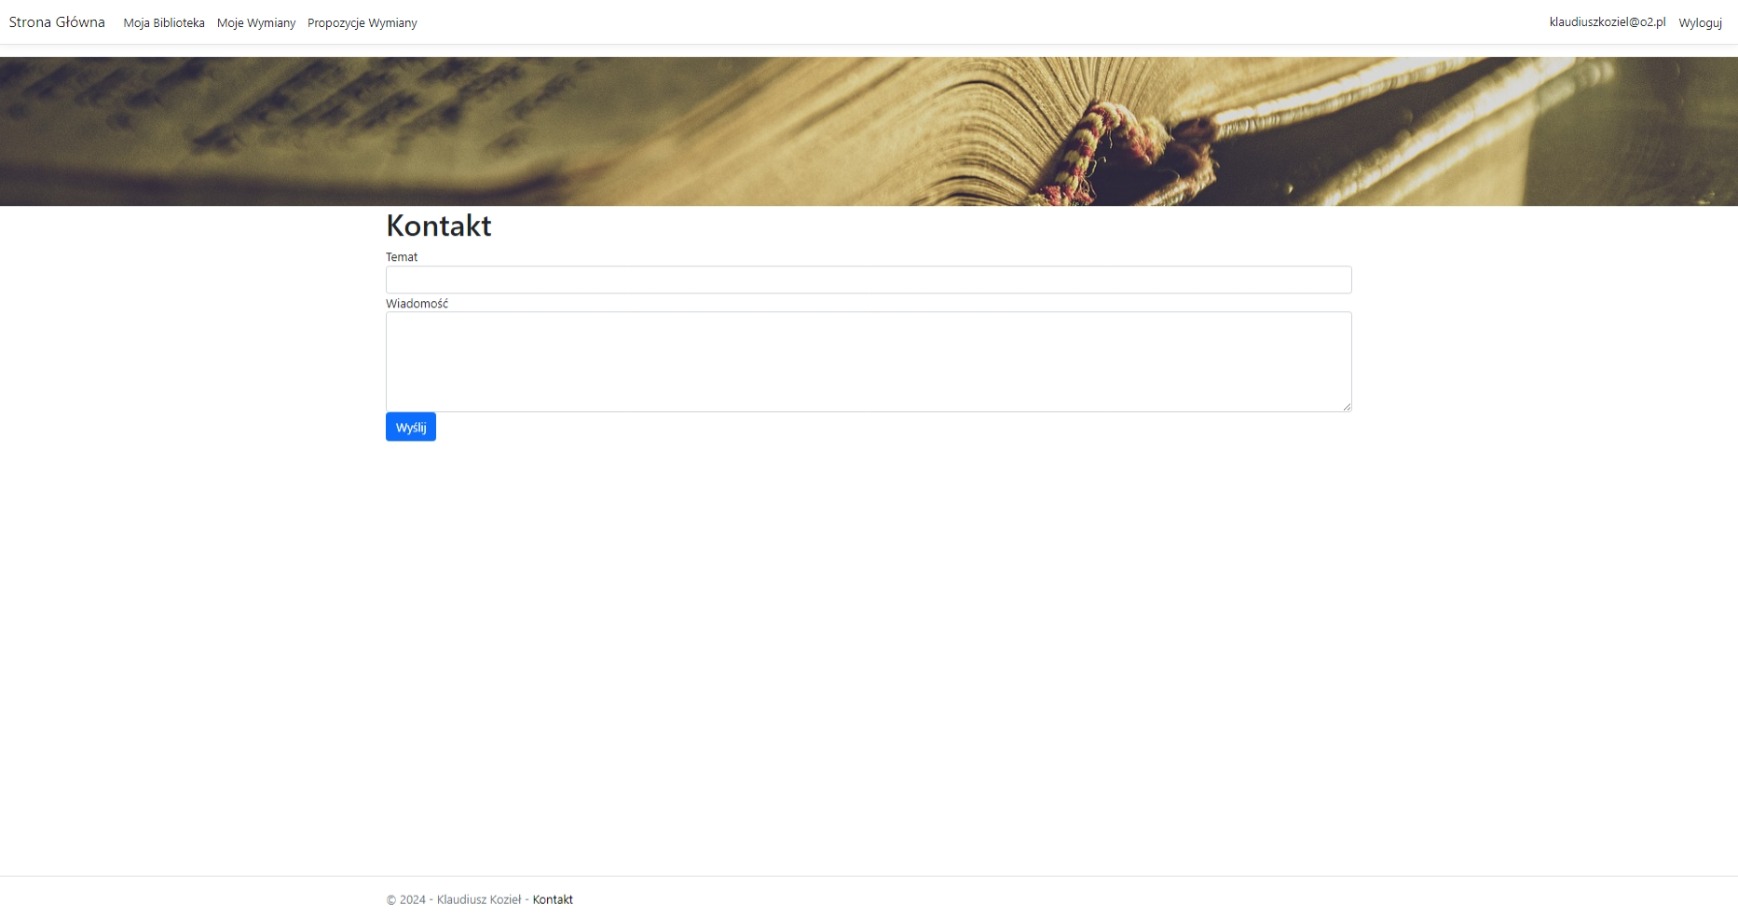 Strona Główna Moja Biblioteka Moje Wymiany Propozycje Wymiany klaudiuszkoziel@o2.pl Wyloguj
Kontakt
Temat
Wiadomość
Wyślij
© 2024 - Klaudiusz Kozieł - Kontakt